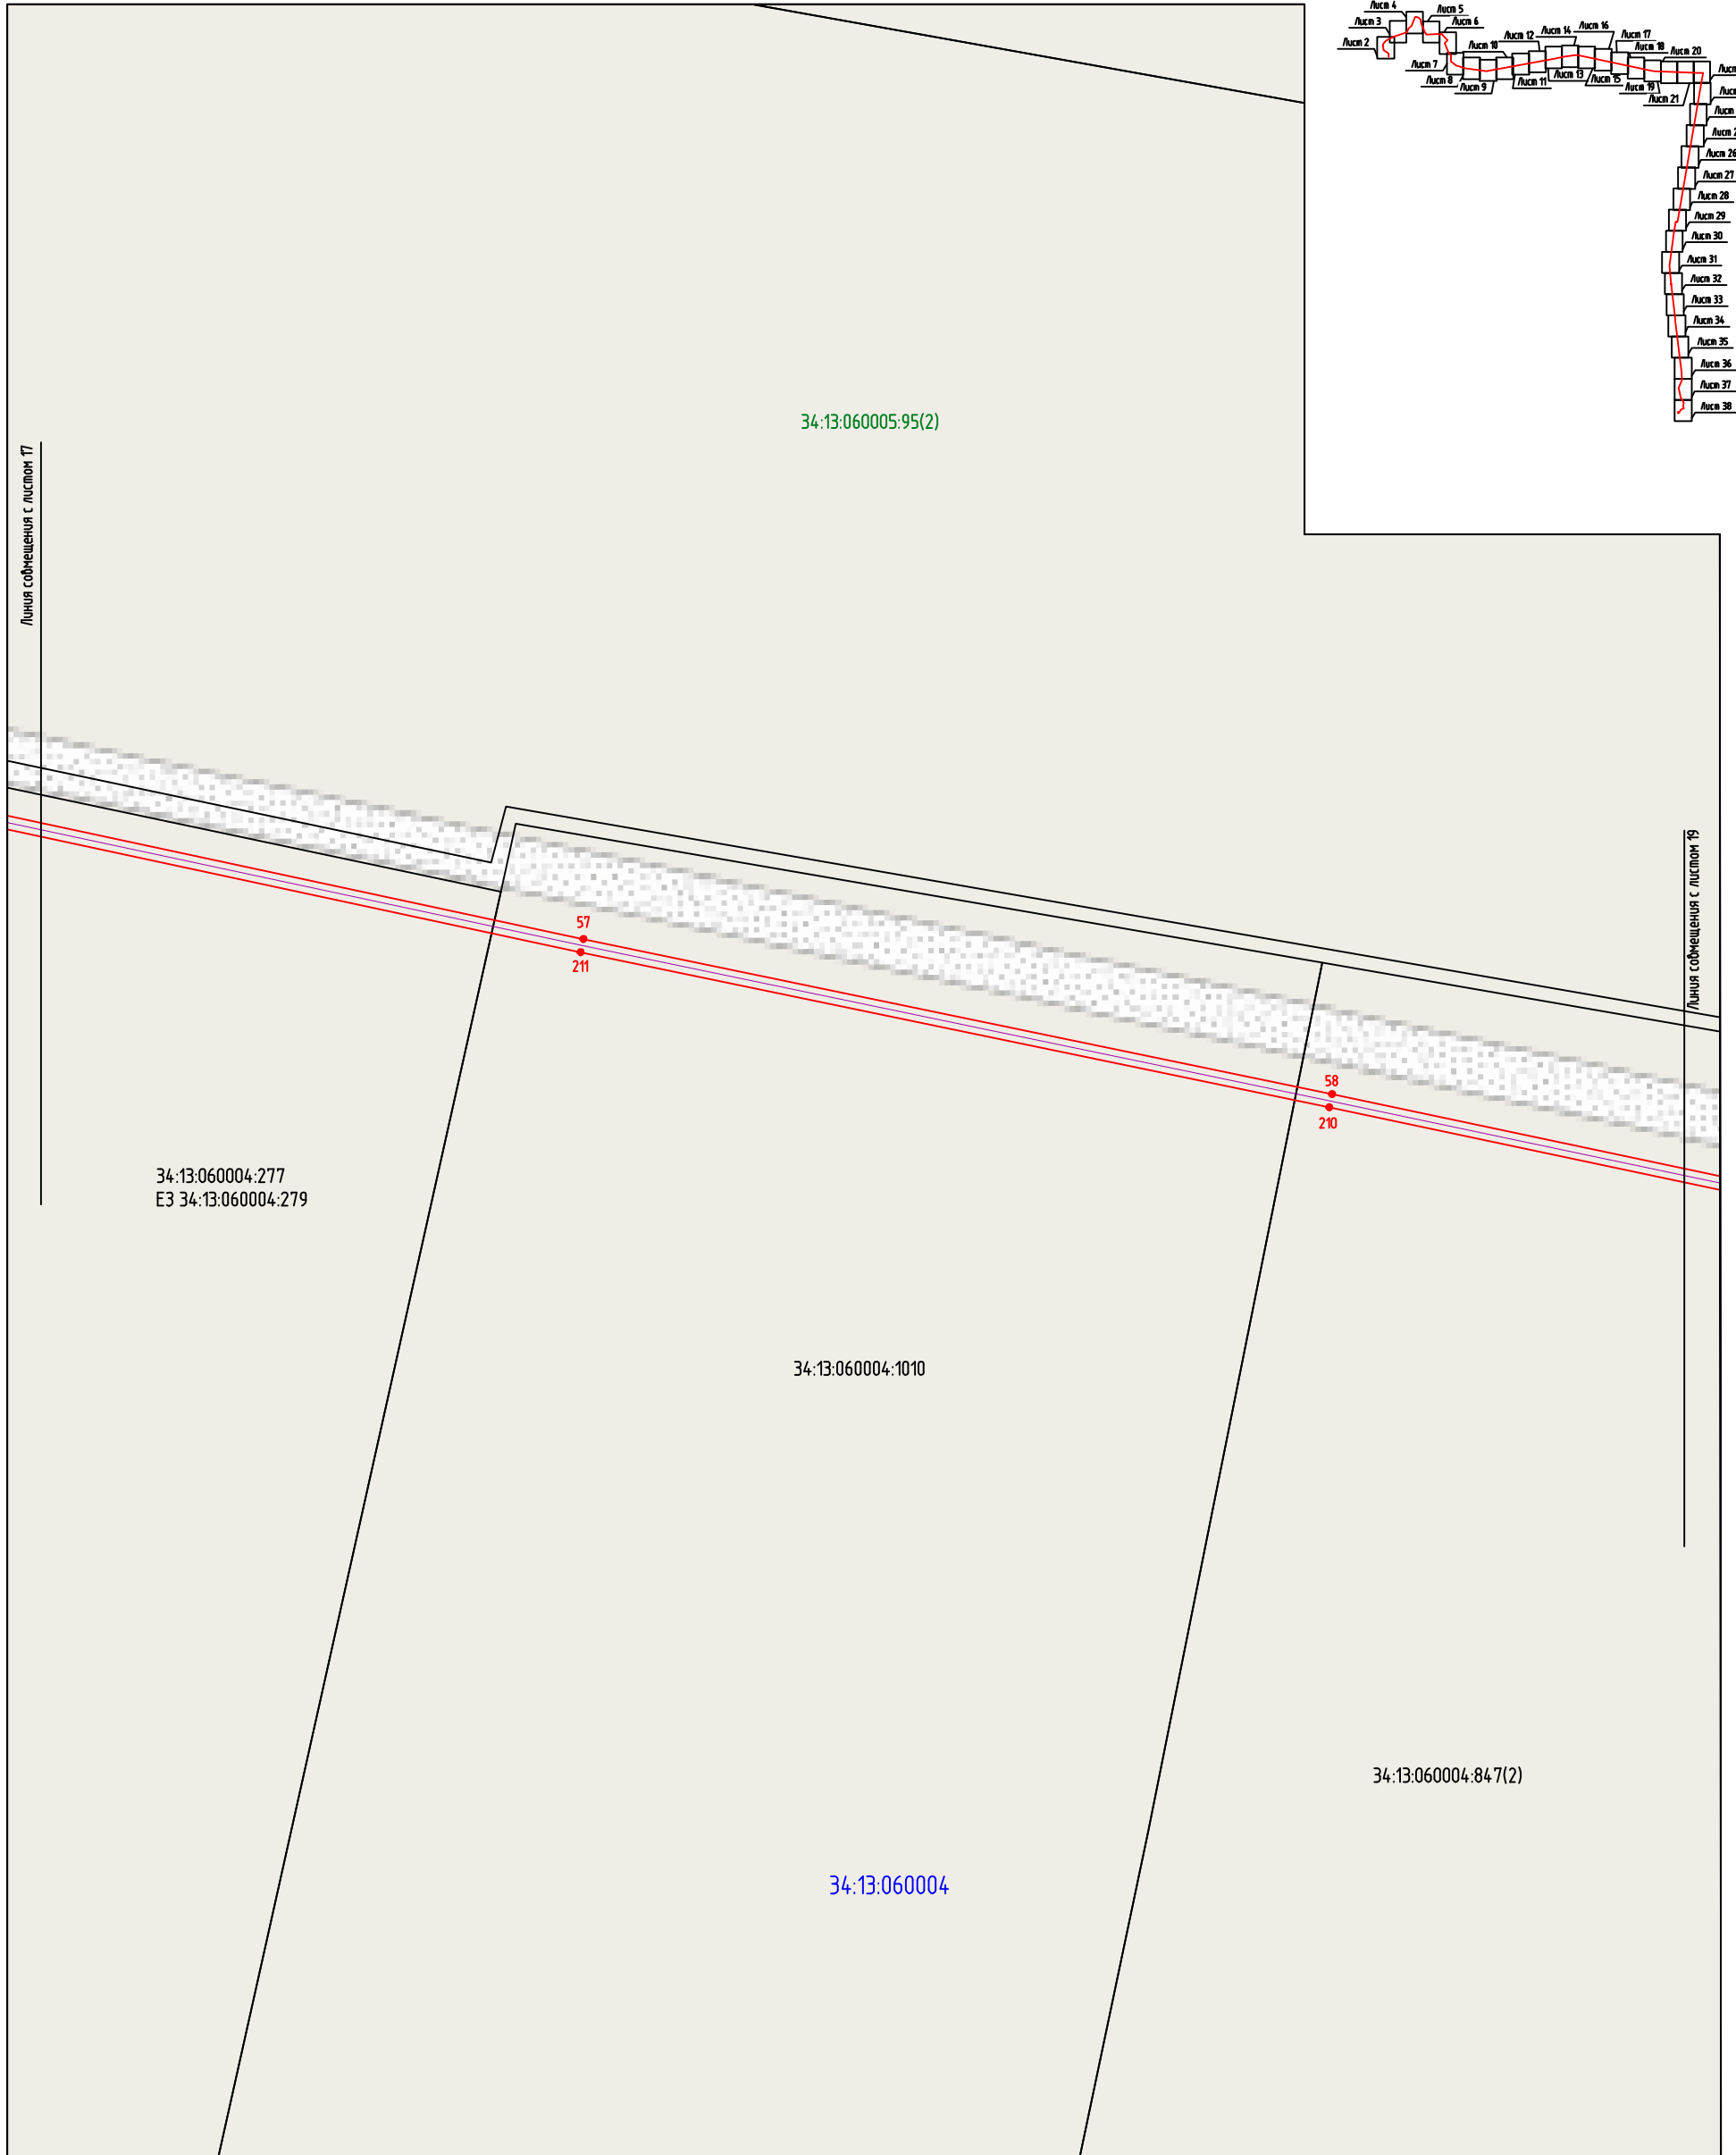 Лист 4
Лист 5
Лист 3
Лист 6
Лист 2
Лист 7
Лист 8
Лист 9
Лист 10
Лист 11
Лист 12
Лист 13
Лист 14
Лист 15
Лист 16
Лист 17
Лист 18
Лист 19
Лист 20
Лист 21
Лист 26
Лист 27
Лист 28
Лист 29
Лист 30
Лист 31
Лист 32
Лист 33
Лист 34
Лист 35
Лист 36
Лист 37
Лист 38
34:13:060005:95(2)
Линия совмещения с листом 17
Линия совмещения с листом 19
57
211
58
210
34:13:060004:277
ЕЗ 34:13:060004:279
34:13:060004:1010
34:13:060004:847(2)
34:13:060004